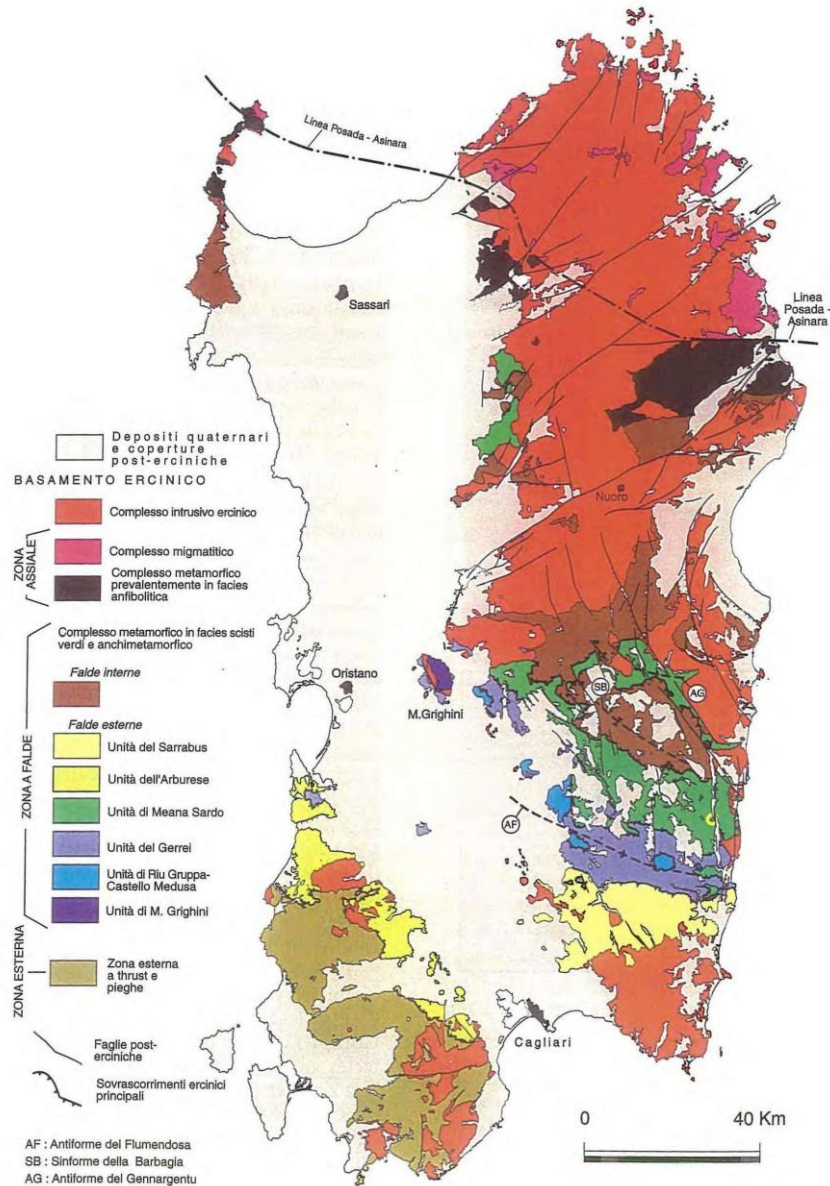 Linea Posada - Asinara
Sassari
Linea
Posada -
Asinara
Nuoro
Oristano
M.Grighini
SB
AG
AF
Cagliari
Depositi quaternari
e coperture
post-erciniche
BASAMENTO ERCINICO
ZONA
ASSIALE
Complesso intrusivo ercinico
Complesso migmatitico
Complesso metamorfico
prevalentemente in facies
anfibolitica
ZONA A FALDE
Complesso metamorfico in facies scisti
verdi e anchimetamorfico
Falde interne
Falde esterne
Unità del Sarrabus
Unità dell'Arburese
Unità di Meana Sardo
Unità del Gerrei
Unità di Riu Gruppa-
Castello Medusa
Unità di M. Grighini
ZONA ESTERNA
Zona esterna
a thrust e
pieghe
Faglie post-
erciniche
Sovrascorrimenti ercinici
principali
AF : Antiforme del Flumendosa
SB : Sinforme della Barbagia
AG : Antiforme del Gennargentu
0 40 Km